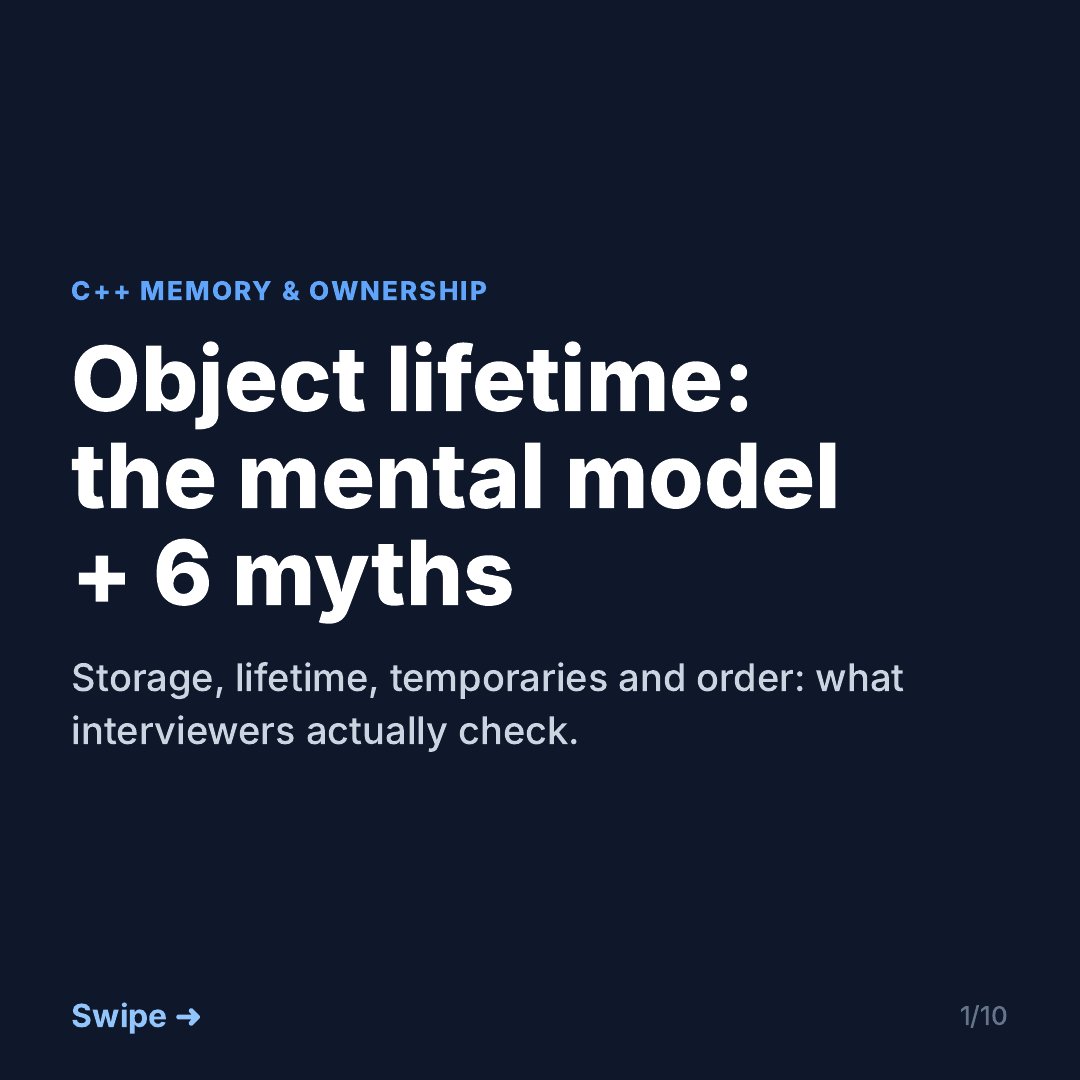 C++ MEMORY & OWNERSHIP
Object lifetime:
the mental model
+ 6 myths
Storage, lifetime, temporaries and order: what
interviewers actually check.
Swipe ➜
1/10